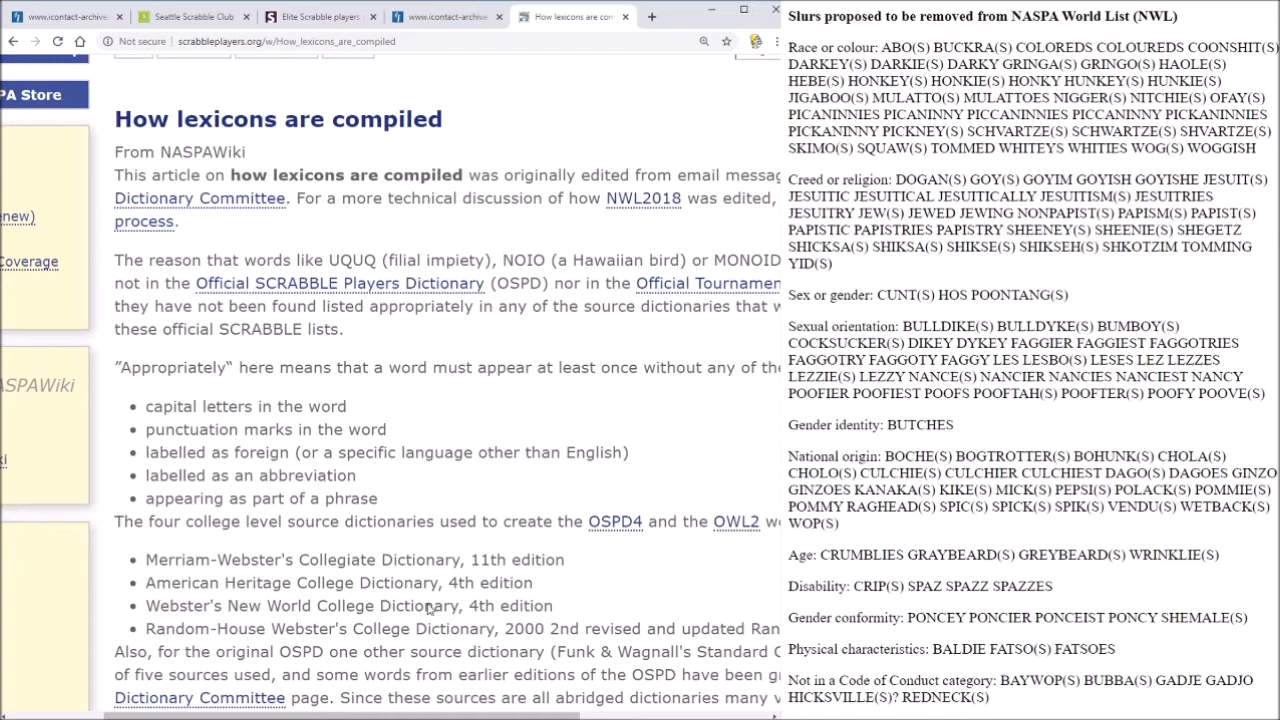 www.icontact-archive
Seattle Scrabble Club
Elite Scrabble players
www.icontact-archive
How lexicons are con
Not secure | scrabbleplayers.org/w/How_lexicons_are_compiled
PA Store
enew)
Coverage
ASPAWiki
ki
How lexicons are compiled
From NASPAWiki
This article on how lexicons are compiled was originally edited from email messag
Dictionary Committee. For a more technical discussion of how NWL2018 was edited,
process.
The reason that words like UQUQ (filial impiety), NOIO (a Hawaiian bird) or MONOID
not in the Official SCRABBLE Players Dictionary (OSPD) nor in the Official Tournamen
they have not been found listed appropriately in any of the source dictionaries that w
these official SCRABBLE lists.
”Appropriately“ here means that a word must appear at least once without any of the
• capital letters in the word
• punctuation marks in the word
• labelled as foreign (or a specific language other than English)
• labelled as an abbreviation
• appearing as part of a phrase
The four college level source dictionaries used to create the OSPD4 and the OWL2 we
• Merriam-Webster's Collegiate Dictionary, 11th edition
• American Heritage College Dictionary, 4th edition
• Webster's New World College Dictionary, 4th edition
• Random-House Webster's College Dictionary, 2000 2nd revised and updated Ran
Also, for the original OSPD one other source dictionary (Funk & Wagnall's Standard C
of five sources used, and some words from earlier editions of the OSPD have been gr
Dictionary Committee page. Since these sources are all abridged dictionaries many v
Slurs proposed to be removed from NASPA World List (NWL)
Race or colour: ABO(S) BUCKRA(S) COLOREDS COLOUREDS COONSHIT(S)
DARKEY(S) DARKIE(S) DARKY GRINGA(S) GRINGO(S) HAOLE(S)
HEBE(S) HONKEY(S) HONKIE(S) HONKY HUNKEY(S) HUNKIE(S)
JIGABOO(S) MULATTO(S) MULATTOES NIGGER(S) NITCHIE(S) OFAY(S)
PICANINNIES PICANINNY PICCANINNIES PICCANINNY PICKANINNIES
PICKANINNY PICKNEY(S) SCHVARTZE(S) SCHWARTZE(S) SHVARTZE(S)
SKIMO(S) SQUAW(S) TOMMED WHITEYS WHITIES WOG(S) WOGGISH
Creed or religion: DOGAN(S) GOY(S) GOYIM GOYISH GOYISHE JESUIT(S)
JESUITIC JESUITICAL JESUITICALLY JESUITISM(S) JESUITRIES
JESUITRY JEW(S) JEWED JEWING NONPAPIST(S) PAPISM(S) PAPIST(S)
PAPISTIC PAPISTRIES PAPISTRY SHEENEY(S) SHEENIE(S) SHEGETZ
SHICKSA(S) SHIKSA(S) SHIKSE(S) SHIKSEH(S) SHKOTZIM TOMMING
YID(S)
Sex or gender: CUNT(S) HOS POONTANG(S)
Sexual orientation: BULLDIKE(S) BULLDYKE(S) BUMBOY(S)
COCKSUCKER(S) DIKEY DYKEY FAGGIER FAGGIEST FAGGOTRIES
FAGGOTRY FAGGOTY FAGGY LES LESBO(S) LESES LEZ LEZZES
LEZZIE(S) LEZZY NANCE(S) NANCIER NANCIES NANCIEST NANCY
POOFIER POOFIEST POOFS POOFTAH(S) POOFTER(S) POOFY POOVE(S)
Gender identity: BUTCHES
National origin: BOCHE(S) BOGTROTTER(S) BOHUNK(S) CHOLA(S)
CHOLO(S) CULCHIE(S) CULCHIER CULCHIEST DAGO(S) DAGOES GINZO
GINZOES KANAKA(S) KIKE(S) MICK(S) PEPSI(S) POLACK(S) POMMIE(S)
POMMY RAGHEAD(S) SPIC(S) SPICK(S) SPIK(S) VENDU(S) WETBACK(S)
WOP(S)
Age: CRUMBLIES GRAYBEARD(S) GREYBEARD(S) WRINKLIE(S)
Disability: CRIP(S) SPAZ SPAZZ SPAZZES
Gender conformity: PONCEY PONCIER PONCEIST PONCY SHEMALE(S)
Physical characteristics: BALDIE FATSO(S) FATSOES
Not in a Code of Conduct category: BAYWOP(S) BUBBA(S) GADJE GADJO
HICKSVILLE(S)? REDNECK(S)